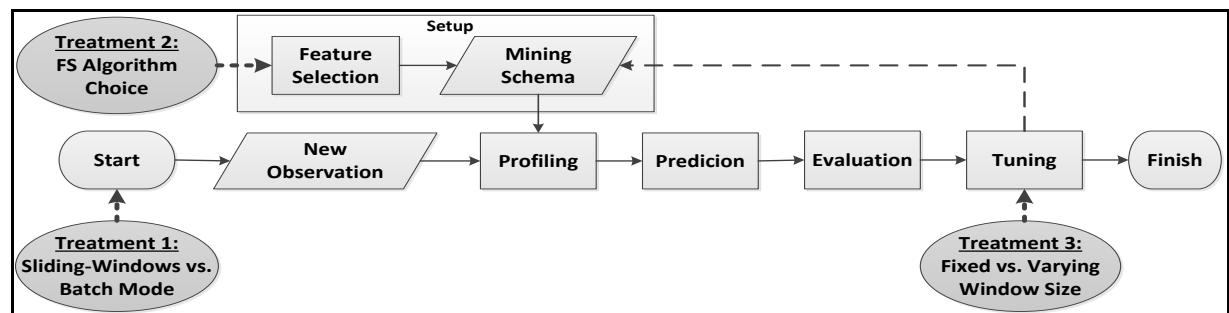 Treatment 2:
FS Algorithm
Choice
Setup
Feature
Selection
Mining
Schema
Start
New
Observation
Profiling
Predicion
Evaluation
Tuning
Finish
Treatment 1:
Sliding-Windows vs.
Batch Mode
Treatment 3:
Fixed vs. Varying
Window Size